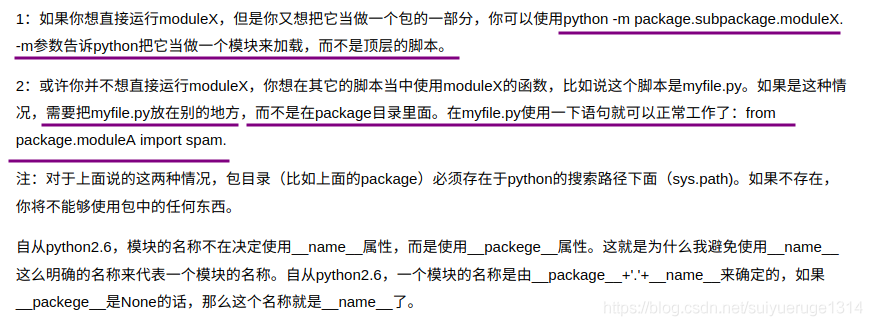 1：如果你想直接运行moduleX，但是你又想把它当做一个包的一部分，你可以使用python -m package.subpackage.moduleX.
-m参数告诉python把它当做一个模块来加载，而不是顶层的脚本。
2：或许你并不想直接运行moduleX，你想在其它的脚本当中使用moduleX的函数，比如说这个脚本是myfile.py。如果是这种情
况，需要把myfile.py放在别的地方，而不是在package目录里面。在myfile.py使用一下语句就可以正常工作了：from
package.moduleA import spam.
注：对于上面说的这两种情况，包目录（比如上面的package）必须存在于python的搜索路径下面（sys.path)。如果不存在，
你将不能够使用包中的任何东西。
自从python2.6，模块的名称不在决定使用__name__属性，而是使用__packege__属性。这就是为什么我避免使用__name__
这么明确的名称来代表一个模块的名称。自从python2.6，一个模块的名称是由__package__+'.'+__name__来确定的，如果
__packege__是None的话，那么这个名称就是__name__了。
https://blog.csdn.net/suiyueruge1314